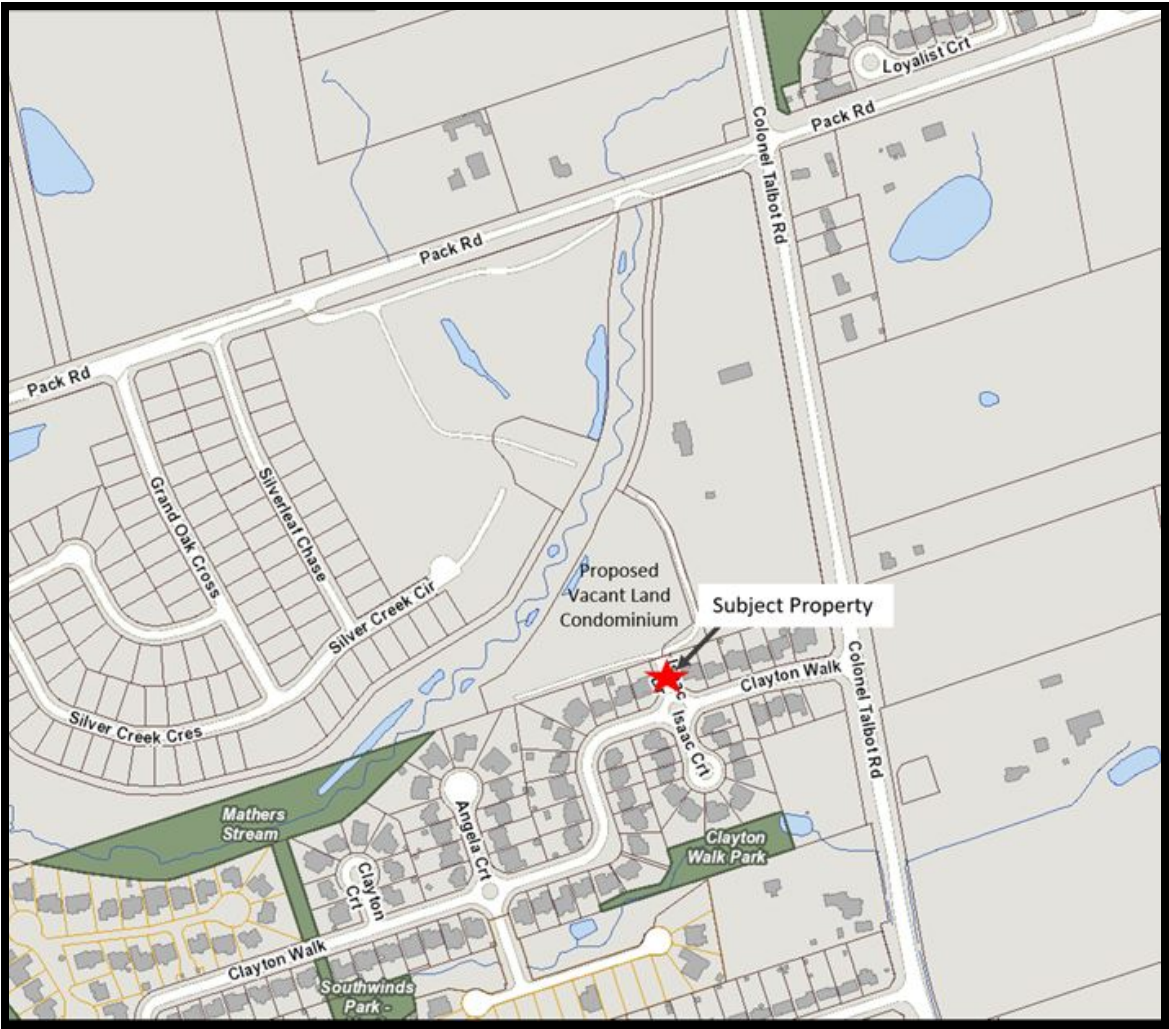 Loyalist Crt
Pack Rd
Colonel Talbot Rd
Pack Rd
Pack Rd
Grand Oak Cross
Silverleaf Chase
Silver Creek Cir
Silver Creek Cres
Proposed
Vacant Land
Condominium
Subject Property
Clayton Walk
Colonel Talbot Rd
Isaac Crt
Mathers
Stream
Angela Crt
Clayton
Crt
Clayton
Walk Park
Clayton Walk
Southwinds
Park -